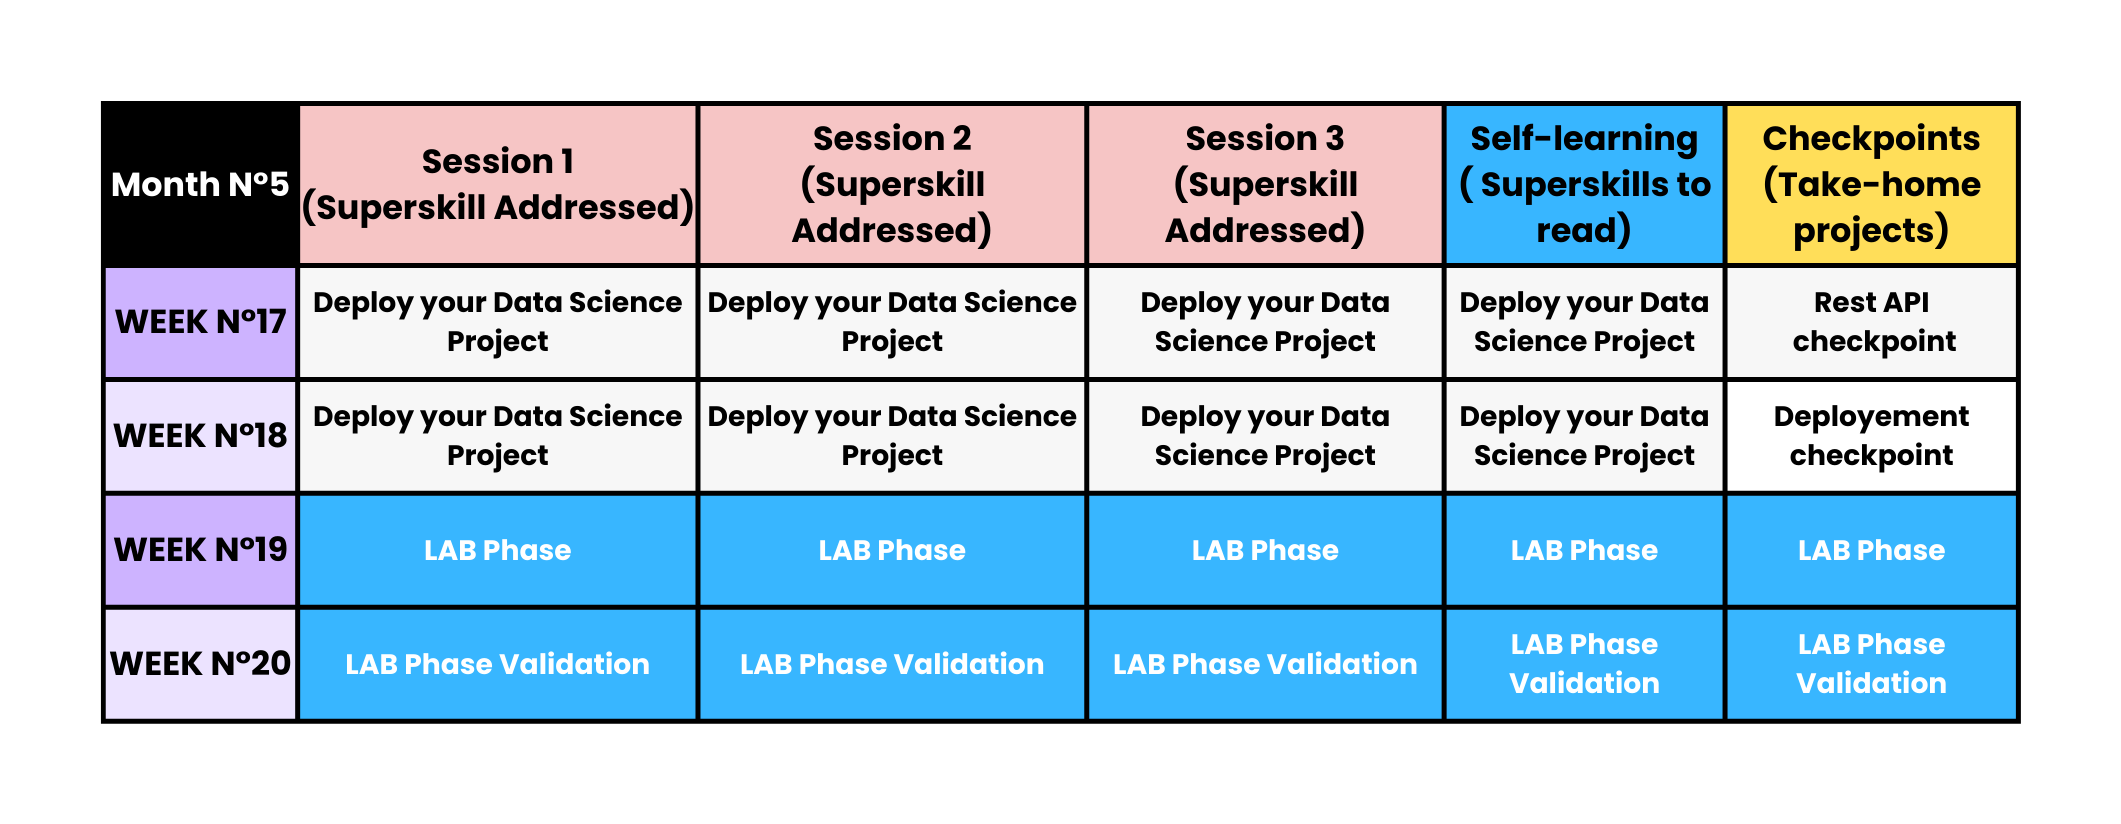 Month N°5
Session 1
(Superskill Addressed)
Session 2
(Superskill
Addressed)
Session 3
(Superskill
Addressed)
Self-learning
( Superskills to
read)
Checkpoints
(Take-home
projects)
WEEK N°17
Deploy your Data Science
Project
Deploy your Data Science
Project
Deploy your Data
Science Project
Deploy your Data
Science Project
Rest API
checkpoint
WEEK N°18
Deploy your Data Science
Project
Deploy your Data Science
Project
Deploy your Data
Science Project
Deploy your Data
Science Project
Deployement
checkpoint
WEEK N°19
LAB Phase
LAB Phase
LAB Phase
LAB Phase
LAB Phase
WEEK N°20
LAB Phase Validation
LAB Phase Validation
LAB Phase Validation
LAB Phase
Validation
LAB Phase
Validation